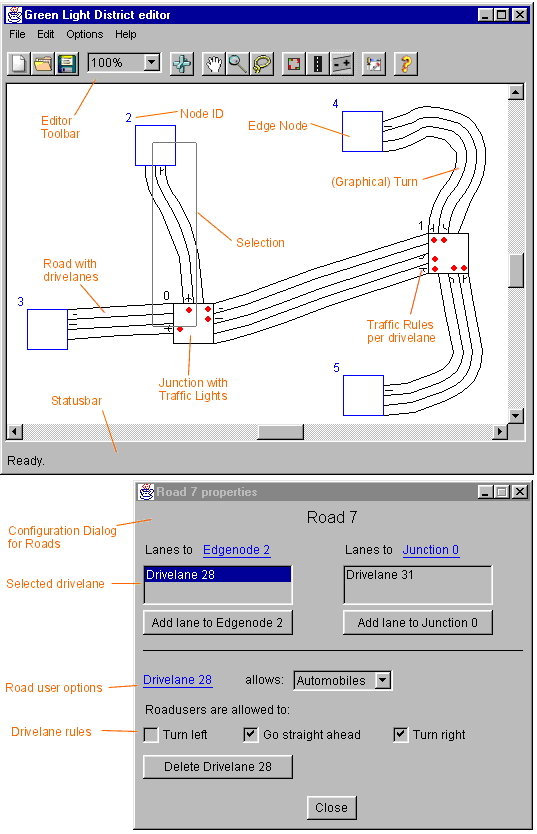 Green Light District editor
File Edit Options Help
100%
Editor
Toolbar
2
Node ID
4
Edge Node
(Graphical) Turn
1
Selection
Road with
drivelanes
0
3
Traffic Rules
per drivelane
5
Junction with
Traffic Lights
Statusbar
Ready.
Road 7 properties
Configuration Dialog
for Roads
Road 7
Lanes to Edgenode 2
Lanes to Junction 0
Selected drivelane
Drivelane 28
Drivelane 31
Add lane to Edgenode 2
Add lane to Junction 0
Road user options
Drivelane 28 allows: Automobiles
Roadusers are allowed to:
Drivelane rules
Turn left Go straight ahead Turn right
Delete Drivelane 28
Close